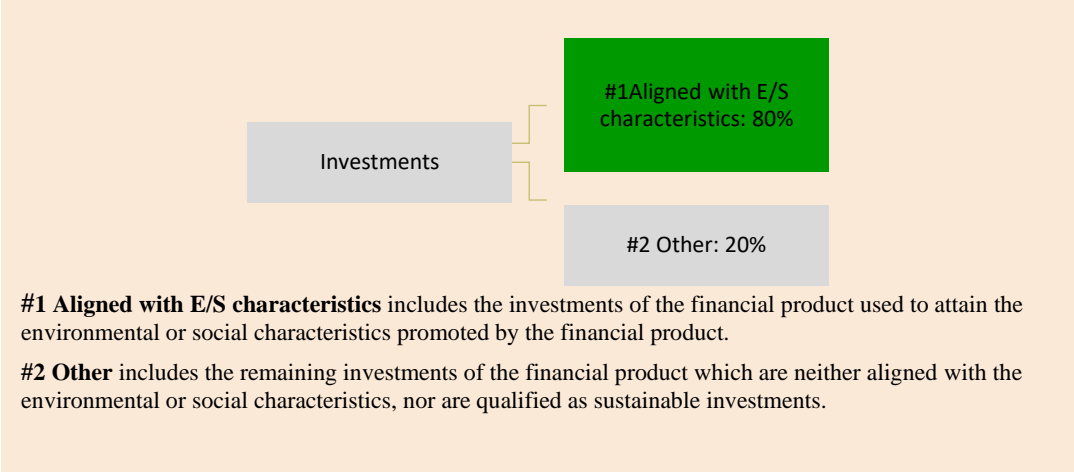 #1Aligned with E/S
characteristics: 80%
Investments
#2 Other: 20%
#1 Aligned with E/S characteristics includes the investments of the financial product used to attain the
environmental or social characteristics promoted by the financial product.
#2 Other includes the remaining investments of the financial product which are neither aligned with the
environmental or social characteristics, nor are qualified as sustainable investments.